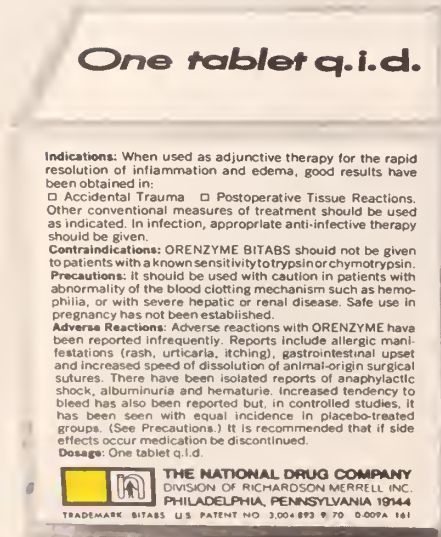 One tablet q.i.d.
Indications: When used as adjunctive therapy for the rapid
resolution of inflammation and edema, good results have
been obtained in:
□ Accidental Trauma □ Postoperative Tissue Reactions.
Other conventional measures of treatment should be used
as indicated. In infection, appropriate anti-infective therapy
should be given.
Contraindications: ORENZYME BITABS should not be given
to patients with a known sensitivity to trypsin or chymotrypsin.
Precautions: It should be used with caution in patients with
abnormality of the blood clotting mechanism such as hemo-
philia, or with severe hepatic or renal disease. Safe use in
pregnancy has not been established.
Adverse Reactions: Adverse reactions with ORENZYME have
been reported infrequently. Reports include allergic mani-
festations (rash, urticaria, itching), gastrointestinal upset
and increased speed of dissolution of animal-origin surgical
sutures. There have been isolated reports of anaphylactic
shock, albuminuria and hematurie. Increased tendency to
bleed has also been reported but, in controlled studies, it
has been seen with equal incidence in placebo-treated
groups. (See Precautions.) It is recommended that if side
effects occur medication be discontinued.
Dosage: One tablet q.i.d.
THE NATIONAL DRUG COMPANY
DIVISION OF RICHARDSON MERRELL INC.
PHILADELPHIA, PENNSYLVANIA 19144
TRADEMARK BITABS U.S. PATENT NO. 3,004,893 9/70 0-009A 161